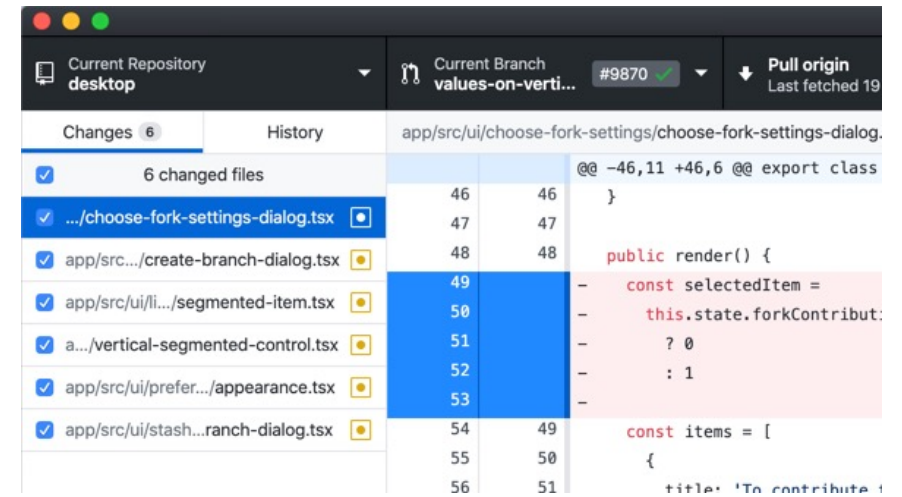 Current Repository
desktop
Current Branch
values-on-verti...
#9870
Pull origin
Last fetched 19
Changes 6
History
app/src/ui/choose-fork-settings/choose-fork-settings-dialog.
6 changed files
.../choose-fork-settings-dialog.tsx
app/src.../create-branch-dialog.tsx
app/src/ui/li.../segmented-item.tsx
a.../vertical-segmented-control.tsx
app/src/ui/prefer.../appearance.tsx
app/src/ui/stash...ranch-dialog.tsx
@@ -46,11 +46,6 @@ export class
46 46 }
47 47
48 48 public render() {
49 - const selectedItem =
50 - this.state.forkContributi
51 - ? 0
52 - : 1
53 -
54 49 const items = [
55 50 {
56 51 title: 'To contribute t